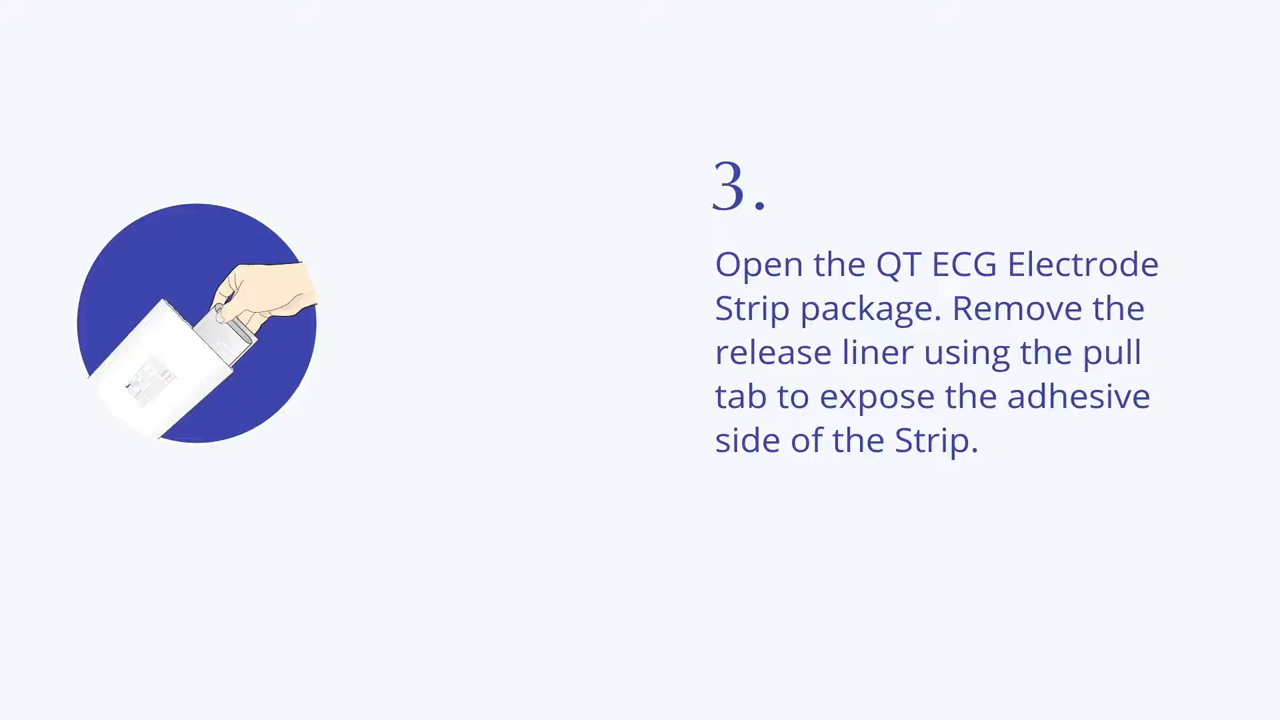 3.
Open the QT ECG Electrode
Strip package. Remove the
release liner using the pull
tab to expose the adhesive
side of the Strip.